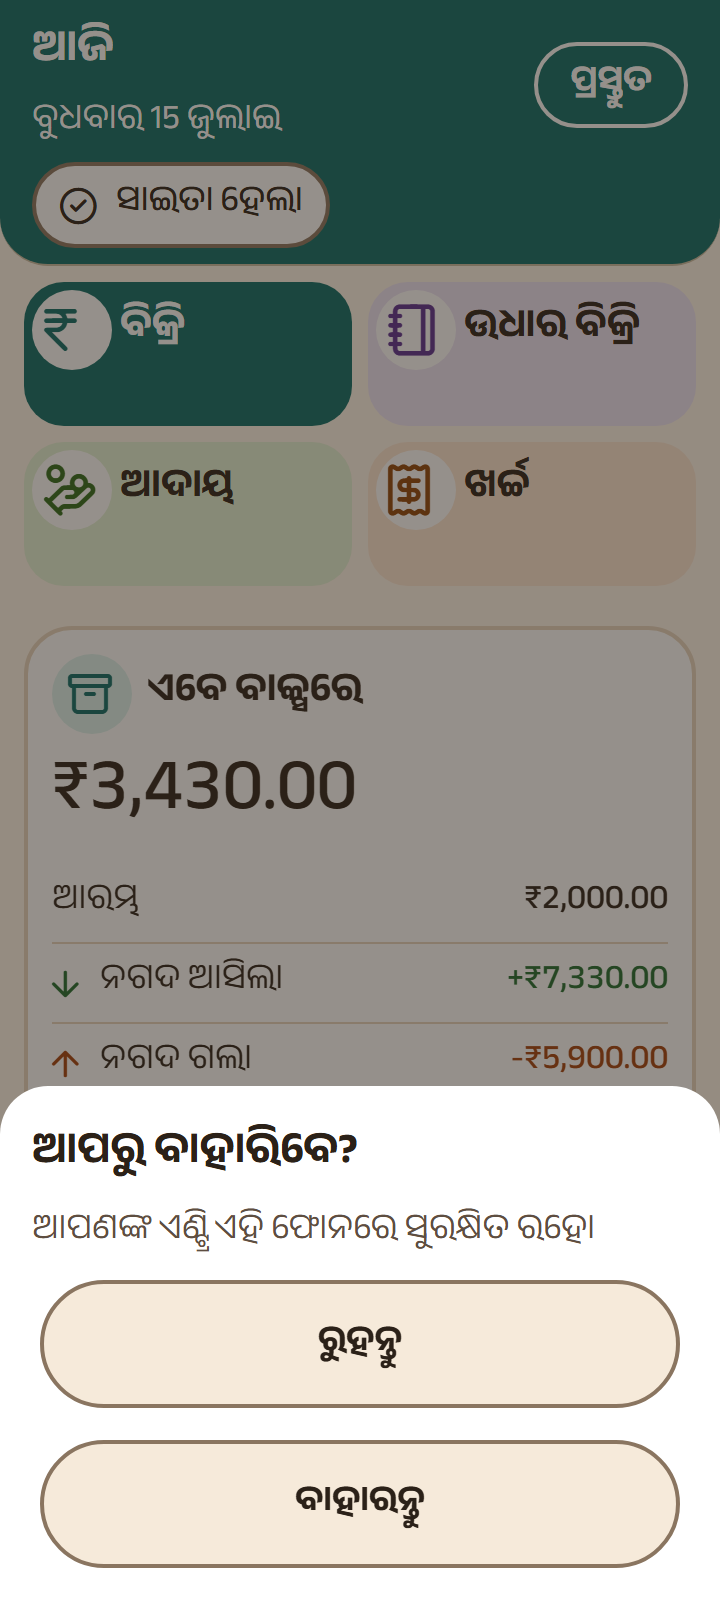 ଆଜି
ପ୍ରସ୍ତୁତ
ବୁଧବାର 15 ଜୁଲାଇ
ସାଇତା ହେଲା
ବିକ୍ରି
ଉଧାର ବିକ୍ରି
ଆଦାୟ
ଖର୍ଚ୍ଚ
ଏବେ ବାକ୍ସରେ
₹3,430.00
ଆରମ୍ଭ ₹2,000.00
ନଗଦ ଆସିଲା +₹7,330.00
ନଗଦ ଗଲା -₹5,900.00
ଆପରୁ ବାହାରିବେ?
ଆପଣଙ୍କ ଏଣ୍ଟ୍ରି ଏହି ଫୋନରେ ସୁରକ୍ଷିତ ରହେ।
ରୁହନ୍ତୁ
ବାହାରନ୍ତୁ